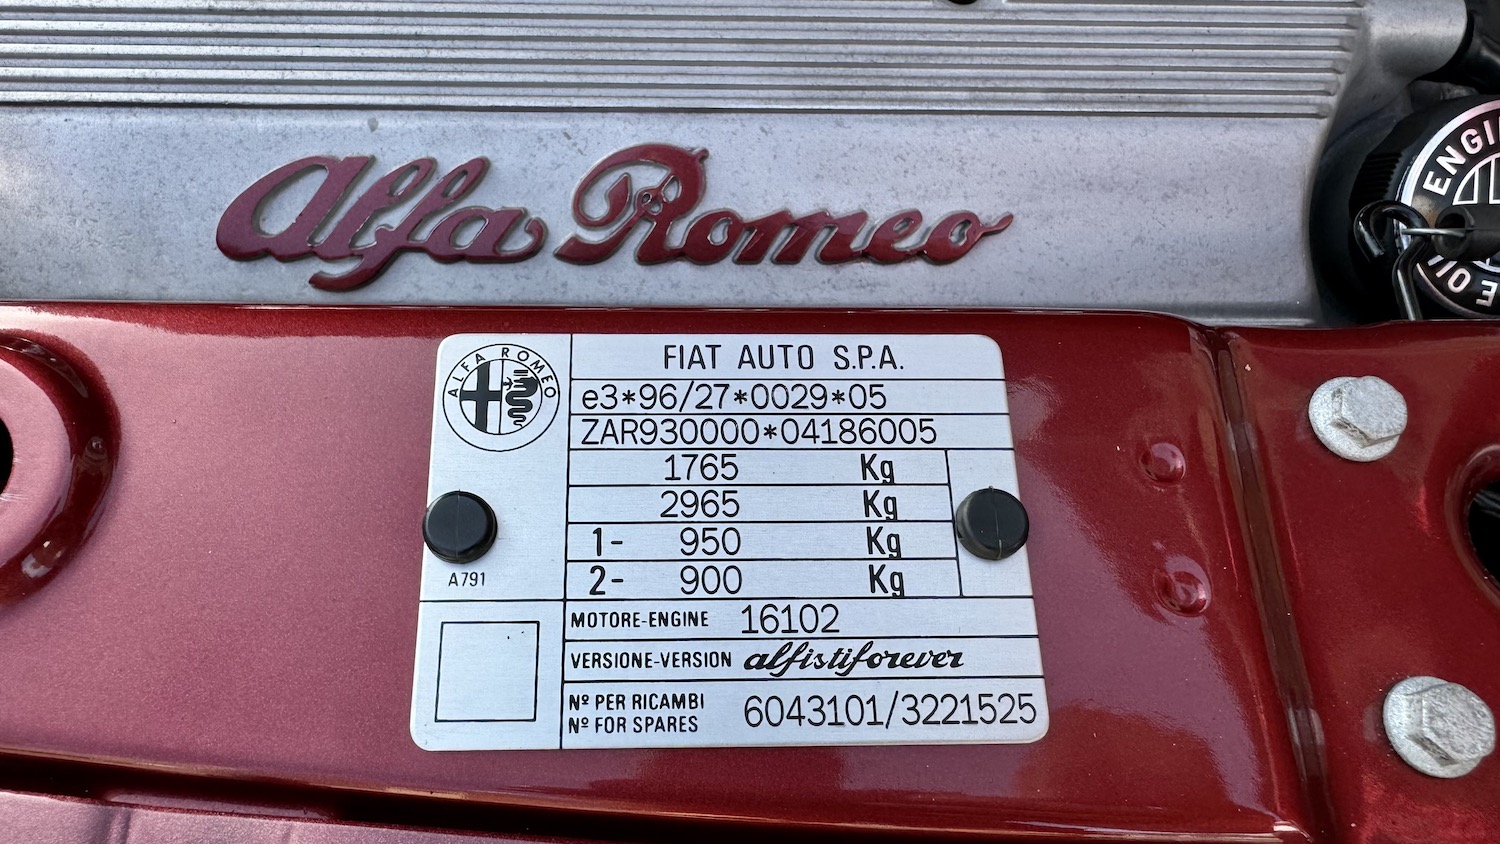 Alfa Romeo
ENGI
E OIL
ALFA ROMEO
FIAT AUTO S.P.A.
e3*96/27*0029*05
ZAR930000*04186005
1765 Kg
2965 Kg
1- 950 Kg
2- 900 Kg
A791
MOTORE-ENGINE 16102
VERSIONE-VERSION alfistiforever
Nº PER RICAMBI
Nº FOR SPARES
6043101/3221525